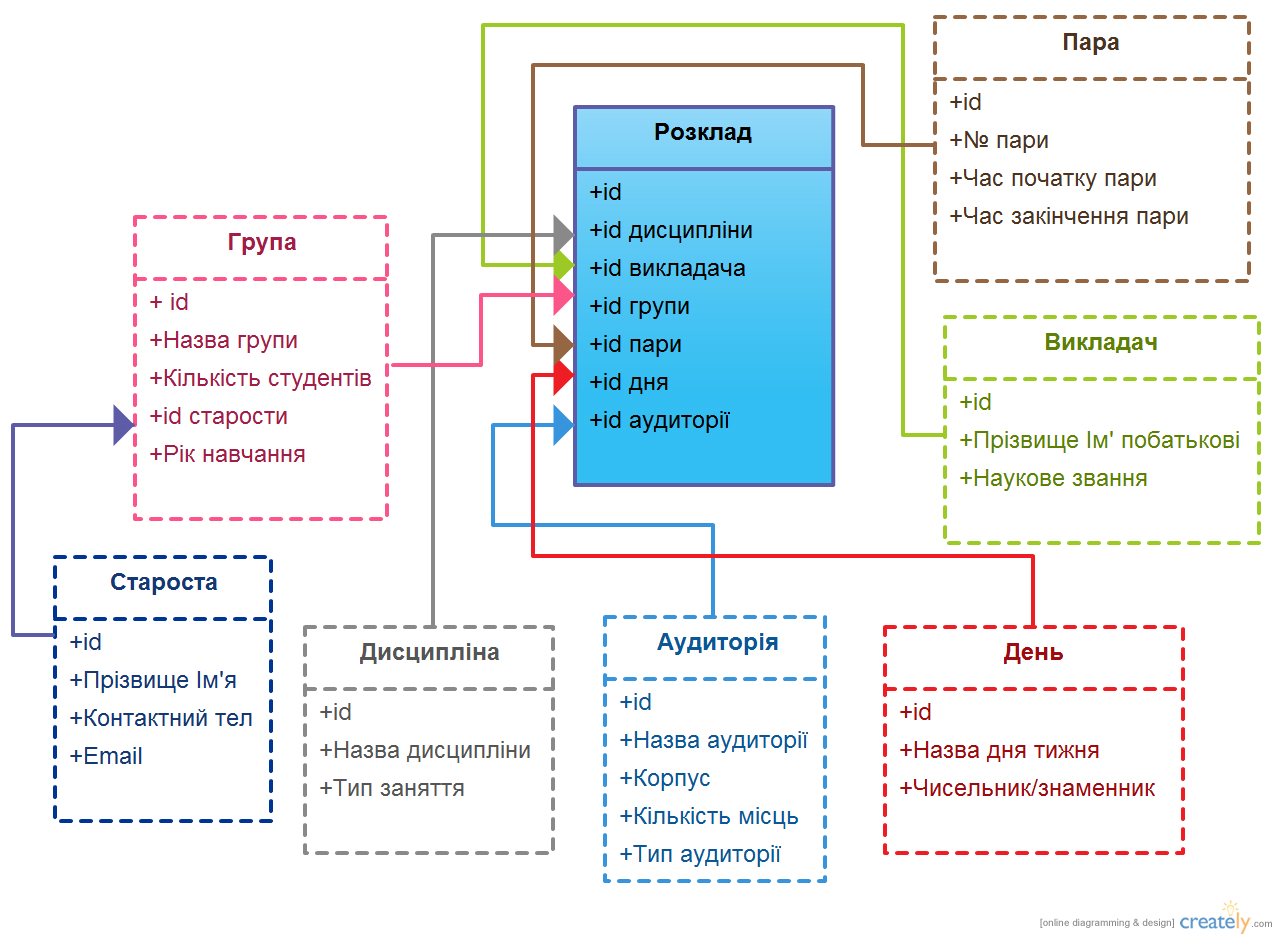 Пара
+id
+№ пари
+Час початку пари
+Час закінчення пари
Розклад
+id
+id дисципліни
+id викладача
+id групи
+id пари
+id дня
+id аудиторії
Група
+ id
+Назва групи
+Кількість студентів
+id старости
+Рік навчання
Викладач
+id
+Прізвище Ім' побатькові
+Наукове звання
Староста
+id
+Прізвище Ім'я
+Контактний тел
+Email
Дисципліна
+id
+Назва дисципліни
+Тип заняття
Аудиторія
+id
+Назва аудиторії
+Корпус
+Кількість місць
+Тип аудиторії
День
+id
+Назва дня тижня
+Чисельник/знаменник
[online diagramming & design] creately.com